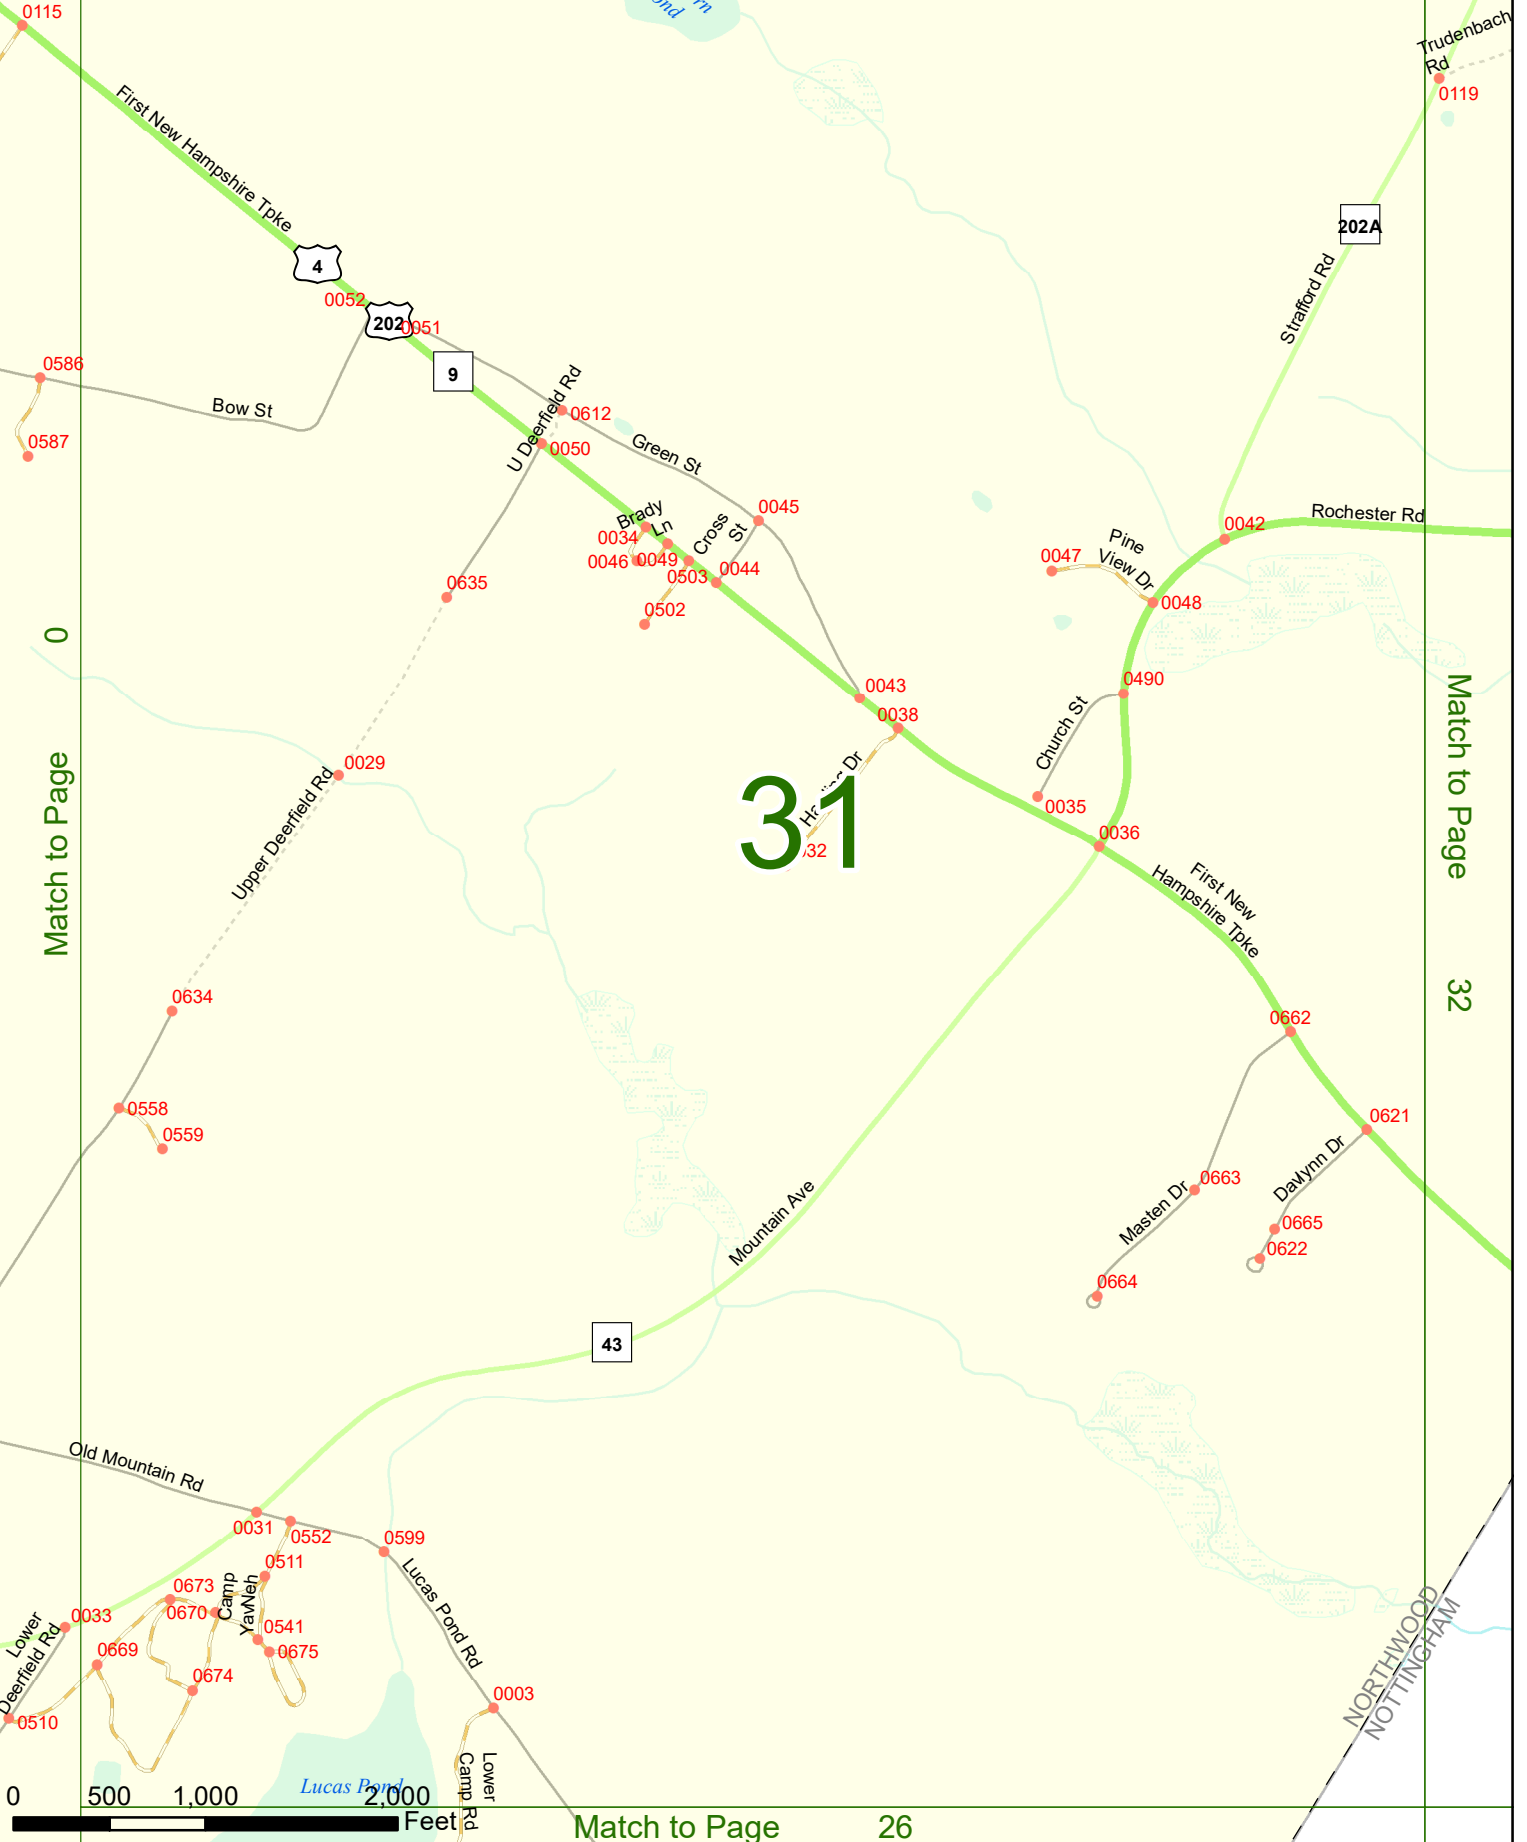 0115
First New Hampshire Tpke
4
0052
202
0051
9
0586
Bow St
0587
U Deerfield Rd
0612
0050
Green St
0045
Brady
Ln
Cross
St
0034
0046
0049
0503
0044
0502
0635
Trudenbach
Rd
0119
202A
Strafford Rd
0042
Rochester Rd
0047
Pine
View Dr
0048
0490
Church St
0035
0043
0038
31
0036
First New
Hampshire Tpke
0
Match to Page
0029
Upper Deerfield Rd
Match to Page
32
0634
0558
0559
0662
0621
0663
Masten Dr
Davlynn Dr
0665
0622
0664
Mountain Ave
43
Old Mountain Rd
0031
0552
0599
0511
0673
Camp
YavNeh
0670
0033
0541
0675
Lower
Deerfield Rd
0669
0674
0510
Lucas Pond Rd
0003
Lower
Camp Rd
NORTHWOOD
NOTTINGHAM
Lucas Pond
0 500 1,000 2,000
Feet
Match to Page 26